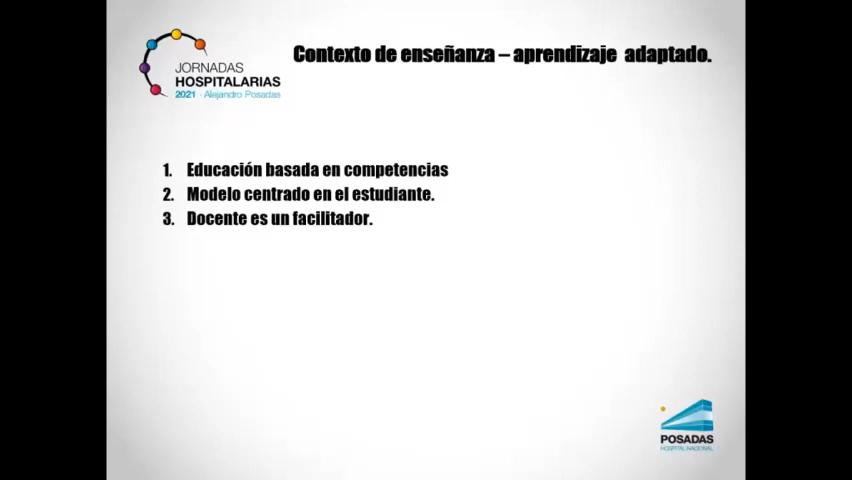 JORNADAS
HOSPITALARIAS
2021 - Alejandro Posadas
Contexto de enseñanza – aprendizaje adaptado.
1. Educación basada en competencias
2. Modelo centrado en el estudiante.
3. Docente es un facilitador.
POSADAS
HOSPITAL NACIONAL